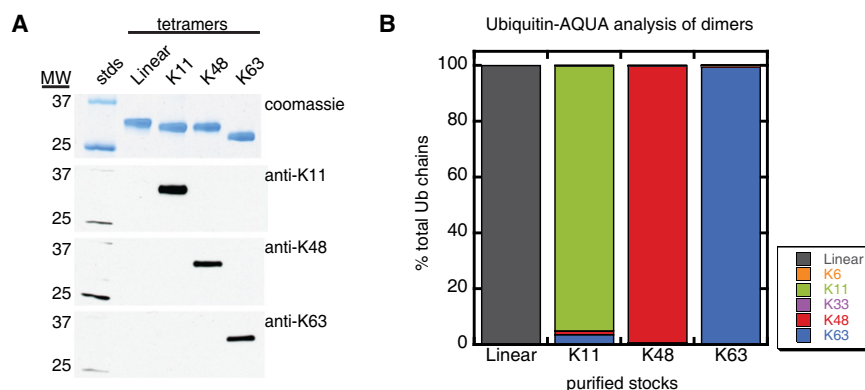 A
tetramers
MW
stds
Linear
K11
K48
K63
37
25
coomassie
37
25
anti-K11
37
25
anti-K48
37
25
anti-K63
B
Ubiquitin-AQUA analysis of dimers
% total Ub chains
100
80
60
40
20
0
Linear
K11
K48
K63
purified stocks
Linear
K6
K11
K33
K48
K63